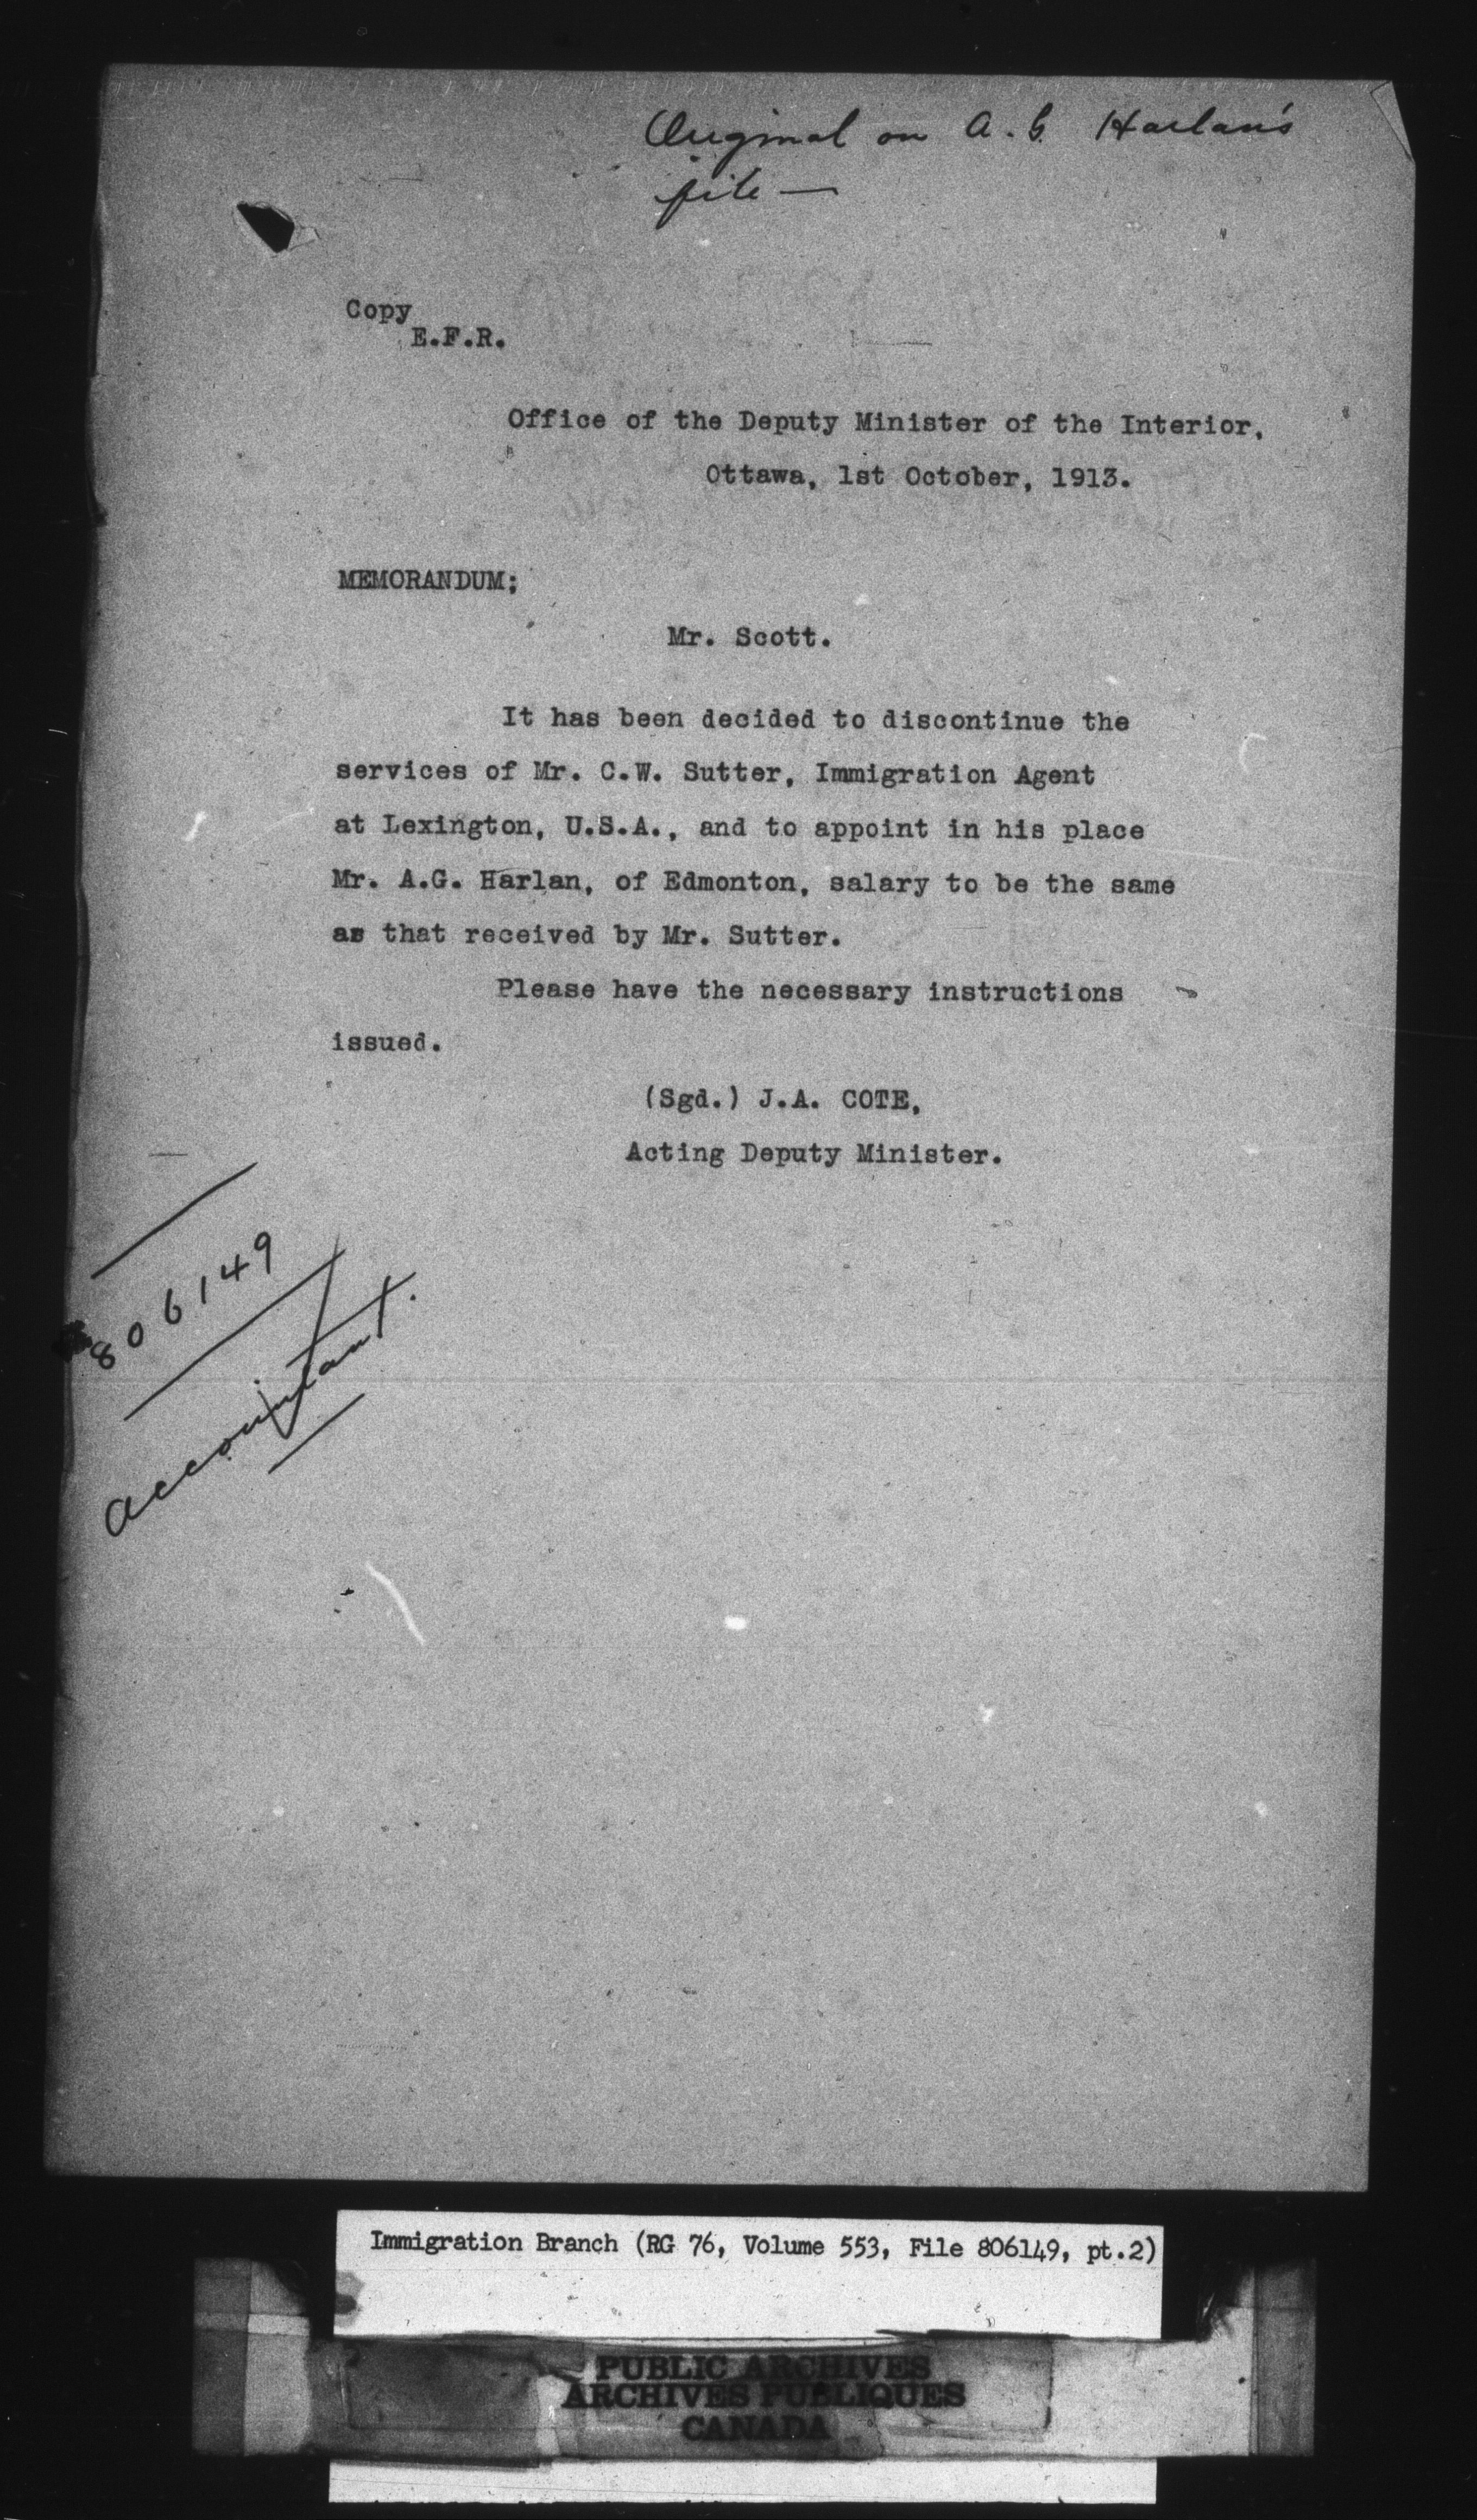 Original on A.G. Harlan's
file —
Copy
E.F.R.
Office of the Deputy Minister of the Interior,
Ottawa, 1st October, 1913.
MEMORANDUM;
Mr. Scott.
It has been decided to discontinue the
services of Mr. C.W. Sutter, Immigration Agent
at Lexington, U.S.A., and to appoint in his place
Mr. A.G. Harlan, of Edmonton, salary to be the same
as that received by Mr. Sutter.
Please have the necessary instructions
issued.
(Sgd.) J.A. COTE,
Acting Deputy Minister.
806149
Accountant.
Immigration Branch (RG 76, Volume 553, File 806149, pt.2)
PUBLIC ARCHIVES
ARCHIVES PUBLIQUES
CANADA